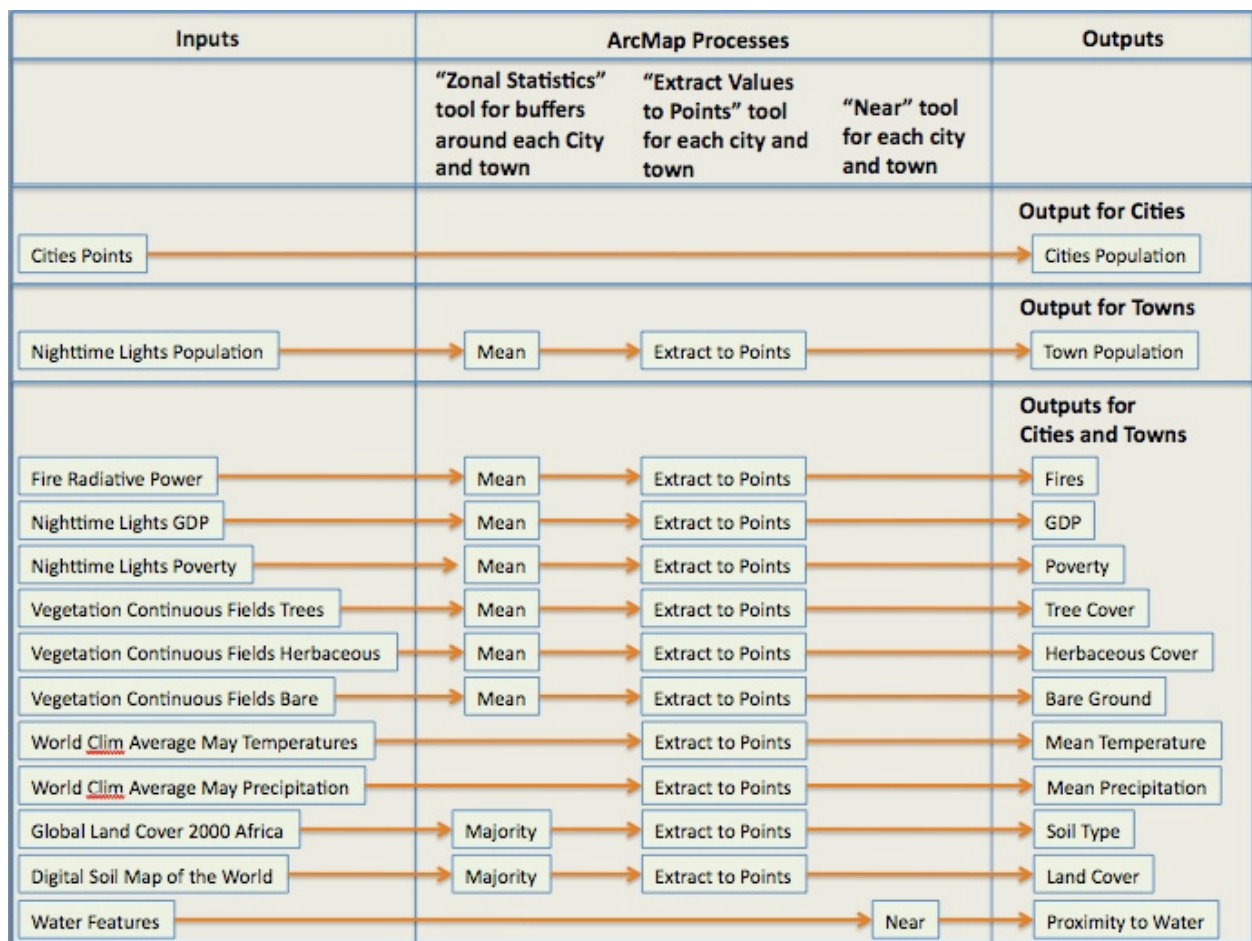 Inputs
ArcMap Processes
Outputs
“Zonal Statistics”
tool for buffers
around each City
and town
“Extract Values
to Points” tool
for each city and
town
“Near” tool
for each city
and town
Output for Cities
Cities Points
Cities Population
Output for Towns
Nighttime Lights Population
Mean
Extract to Points
Town Population
Outputs for
Cities and Towns
Fire Radiative Power
Mean
Extract to Points
Fires
Nighttime Lights GDP
Mean
Extract to Points
GDP
Nighttime Lights Poverty
Mean
Extract to Points
Poverty
Vegetation Continuous Fields Trees
Mean
Extract to Points
Tree Cover
Vegetation Continuous Fields Herbaceous
Mean
Extract to Points
Herbaceous Cover
Vegetation Continuous Fields Bare
Mean
Extract to Points
Bare Ground
World Clim Average May Temperatures
Extract to Points
Mean Temperature
World Clim Average May Precipitation
Extract to Points
Mean Precipitation
Global Land Cover 2000 Africa
Majority
Extract to Points
Soil Type
Digital Soil Map of the World
Majority
Extract to Points
Land Cover
Water Features
Near
Proximity to Water